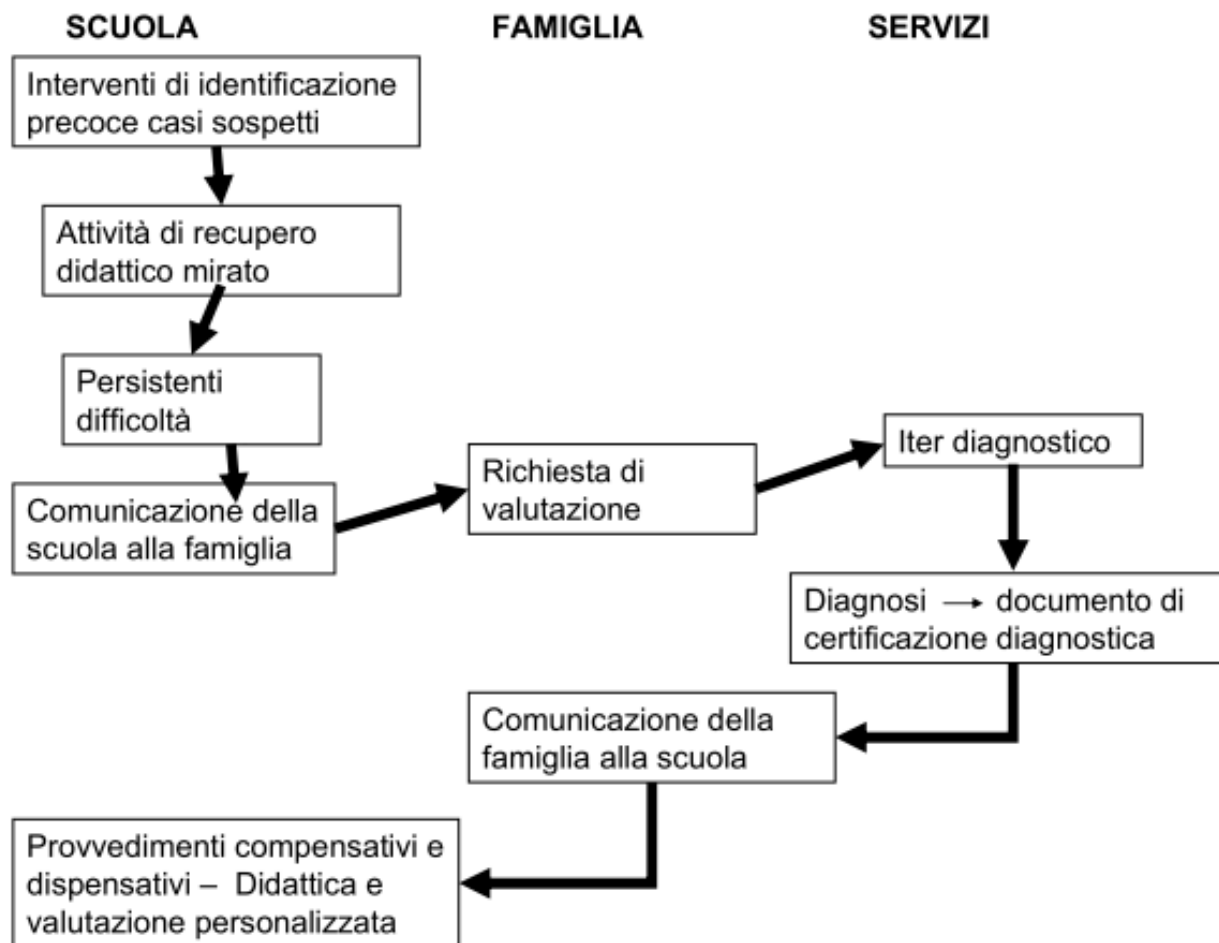 SCUOLA
FAMIGLIA
SERVIZI
Interventi di identificazione
precoce casi sospetti
Attività di recupero
didattico mirato
Persistenti
difficoltà
Comunicazione della
scuola alla famiglia
Richiesta di
valutazione
Iter diagnostico
Diagnosi → documento di
certificazione diagnostica
Comunicazione della
famiglia alla scuola
Provvedimenti compensativi e
dispensativi – Didattica e
valutazione personalizzata